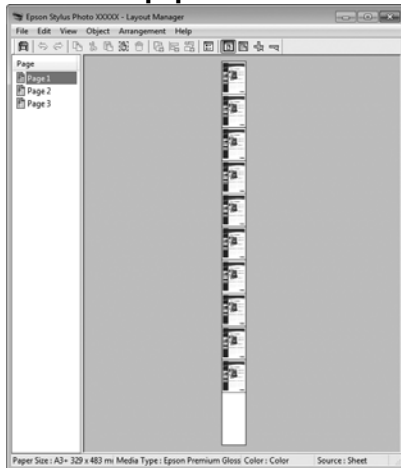 Epson Stylus Photo XXXXX - Layout Manager
File Edit View Object Arrangement Help
Page
Page 1
Page 2
Page 3
Paper Size : A3+ 329 x 483 mi Media Type : Epson Premium Gloss Color : Color Source : Sheet